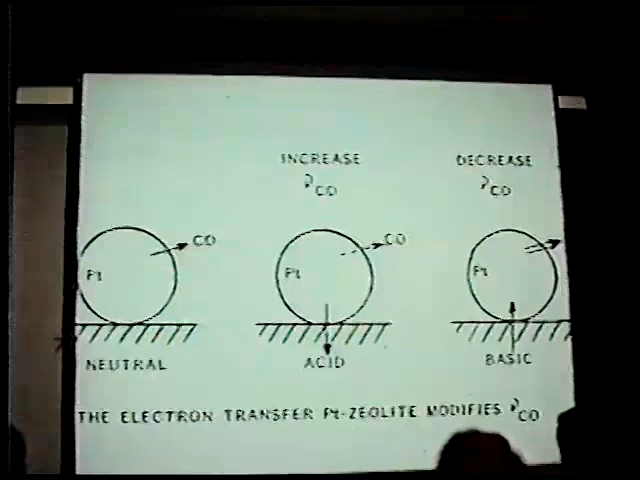 INCREASE DECREASE
νCO νCO
CO CO
Pt Pt Pt
NEUTRAL ACID BASIC
THE ELECTRON TRANSFER Pt-ZEOLITE MODIFIES νCO